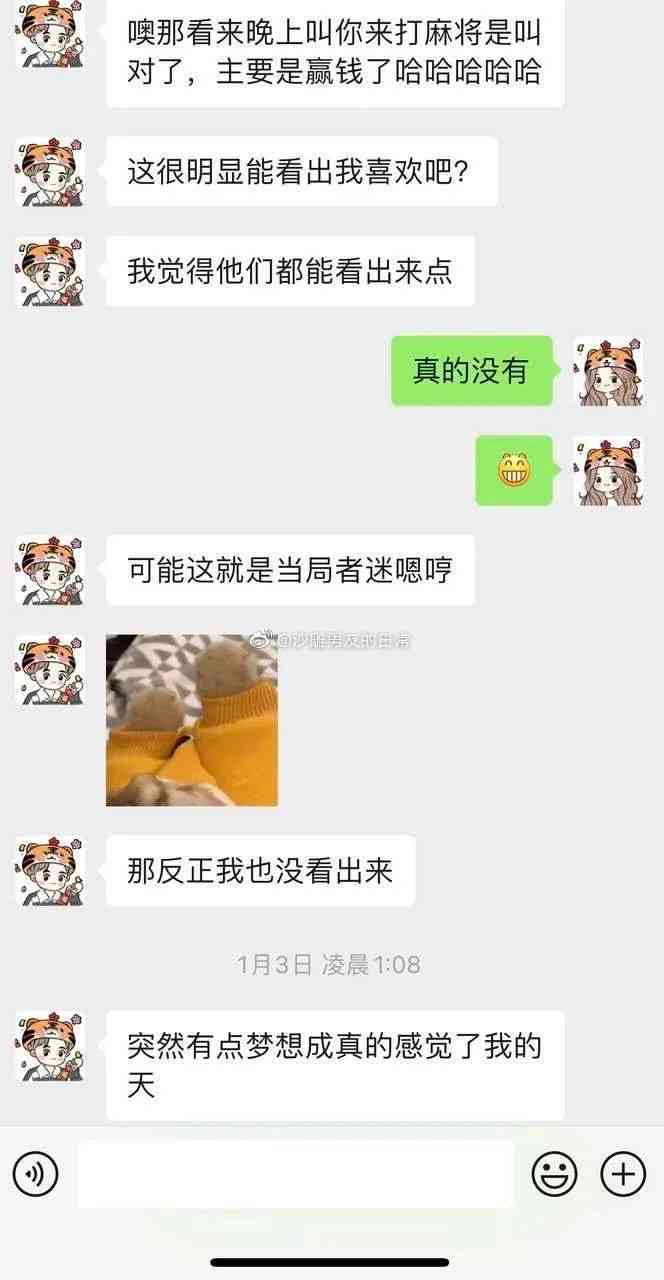 噢那看来晚上叫你来打麻将是叫
对了，主要是赢钱了哈哈哈哈哈
这很明显能看出我喜欢吧?
我觉得他们都能看出来点
真的没有
可能这就是当局者迷嗯哼
@沙雕男友的日常
那反正我也没看出来
1月3日 凌晨1:08
突然有点梦想成真的感觉了我的
天